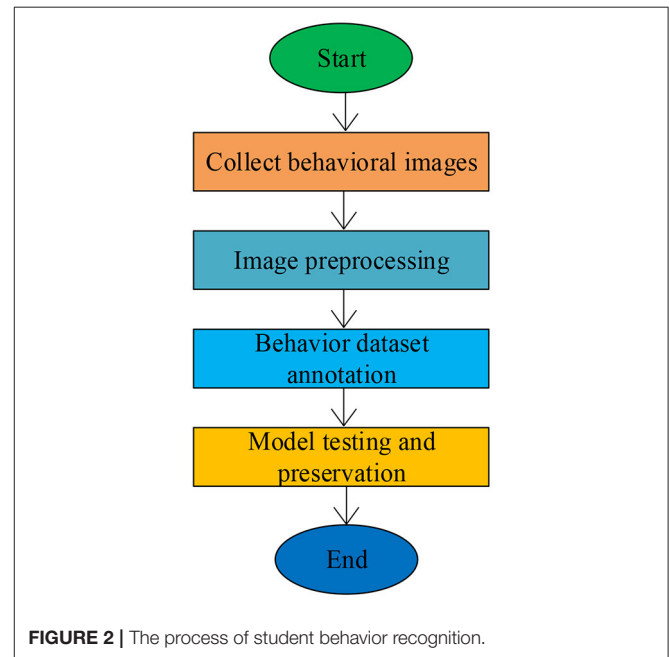 Start
Collect behavioral images
Image preprocessing
Behavior dataset
annotation
Model testing and
preservation
End
FIGURE 2 | The process of student behavior recognition.